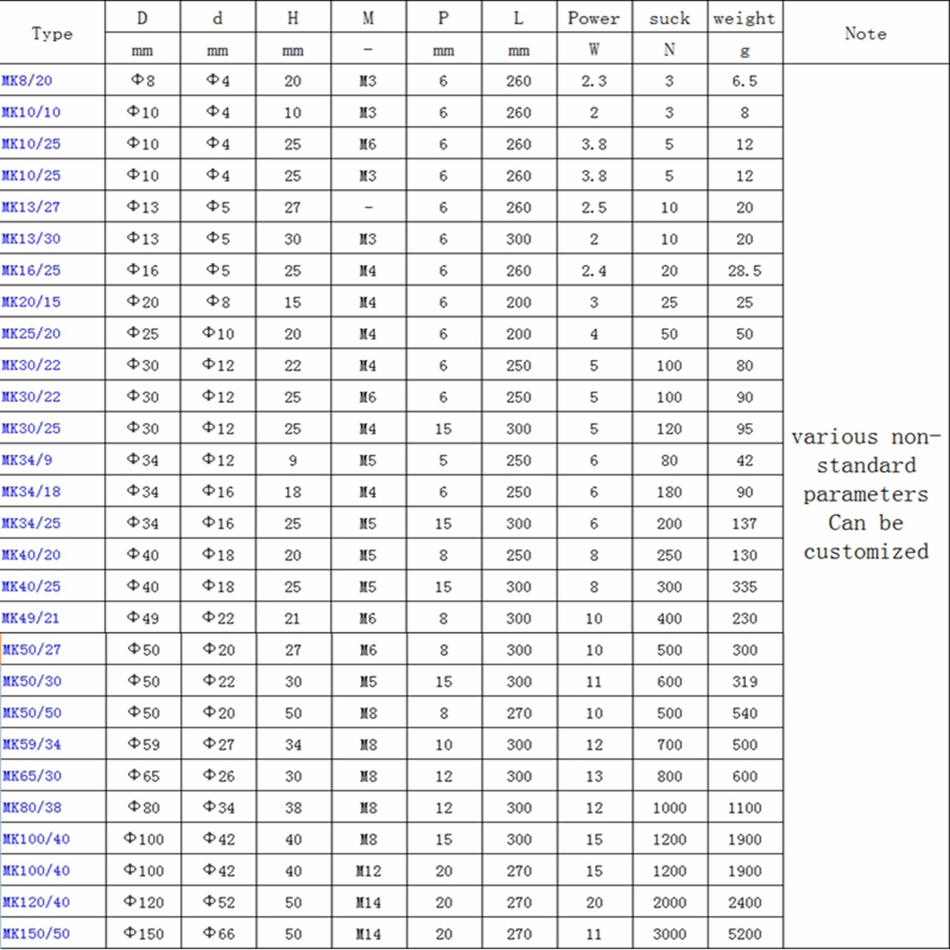 Type D d H M P L Power suck weight Note
mm mm mm - mm mm W N g
MK8/20 Φ8 Φ4 20 M3 6 260 2.3 3 6.5
MK10/10 Φ10 Φ4 10 M3 6 260 2 3 8
MK10/25 Φ10 Φ4 25 M6 6 260 3.8 5 12
MK10/25 Φ10 Φ4 25 M3 6 260 3.8 5 12
MK13/27 Φ13 Φ5 27 - 6 260 2.5 10 20
MK13/30 Φ13 Φ5 30 M3 6 300 2 10 20
MK16/25 Φ16 Φ5 25 M4 6 260 2.4 20 28.5
MK20/15 Φ20 Φ8 15 M4 6 200 3 25 25
MK25/20 Φ25 Φ10 20 M4 6 200 4 50 50
MK30/22 Φ30 Φ12 22 M4 6 250 5 100 80
MK30/22 Φ30 Φ12 25 M6 6 250 5 100 90
MK30/25 Φ30 Φ12 25 M4 15 300 5 120 95
MK34/9 Φ34 Φ12 9 M5 5 250 6 80 42
MK34/18 Φ34 Φ16 18 M4 6 250 6 180 90
MK34/25 Φ34 Φ16 25 M5 15 300 6 200 137
MK40/20 Φ40 Φ18 20 M5 8 250 8 250 130
MK40/25 Φ40 Φ18 25 M5 15 300 8 300 335
MK49/21 Φ49 Φ22 21 M6 8 300 10 400 230
MK50/27 Φ50 Φ20 27 M6 8 300 10 500 300
MK50/30 Φ50 Φ22 30 M5 15 300 11 600 319
MK50/50 Φ50 Φ20 50 M8 8 270 10 500 540
MK59/34 Φ59 Φ27 34 M8 10 300 12 700 500
MK65/30 Φ65 Φ26 30 M8 12 300 13 800 600
MK80/38 Φ80 Φ34 38 M8 12 300 12 1000 1100
MK100/40 Φ100 Φ42 40 M8 15 300 15 1200 1900
MK100/40 Φ100 Φ42 40 M12 20 270 15 1200 1900
MK120/40 Φ120 Φ52 50 M14 20 270 20 2000 2400
MK150/50 Φ150 Φ66 50 M14 20 270 11 3000 5200
various non-
standard
parameters
Can be
customized